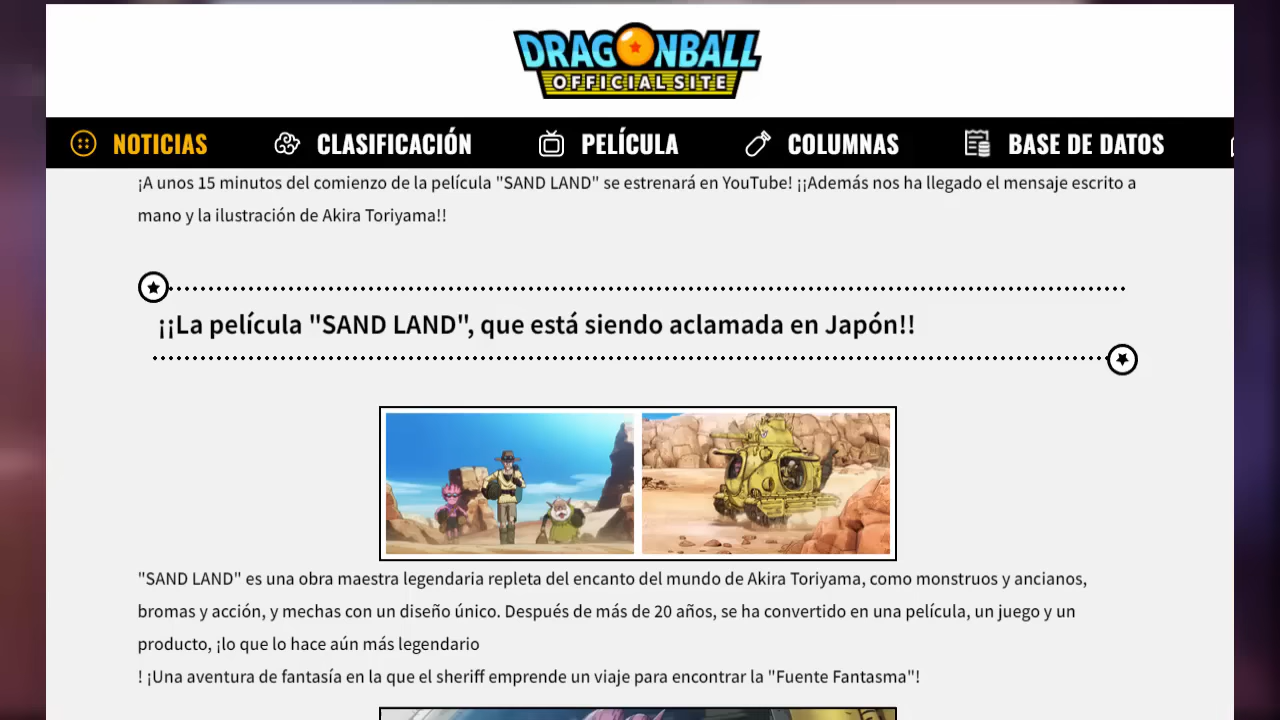 DRAGONBALL
OFFICIAL SITE
NOTICIAS CLASIFICACIÓN PELÍCULA COLUMNAS BASE DE DATOS
¡A unos 15 minutos del comienzo de la película "SAND LAND" se estrenará en YouTube! ¡¡Además nos ha llegado el mensaje escrito a
mano y la ilustración de Akira Toriyama!!
¡¡La película "SAND LAND", que está siendo aclamada en Japón!!
"SAND LAND" es una obra maestra legendaria repleta del encanto del mundo de Akira Toriyama, como monstruos y ancianos,
bromas y acción, y mechas con un diseño único. Después de más de 20 años, se ha convertido en una película, un juego y un
producto, ¡lo que lo hace aún más legendario
! ¡Una aventura de fantasía en la que el sheriff emprende un viaje para encontrar la "Fuente Fantasma"!